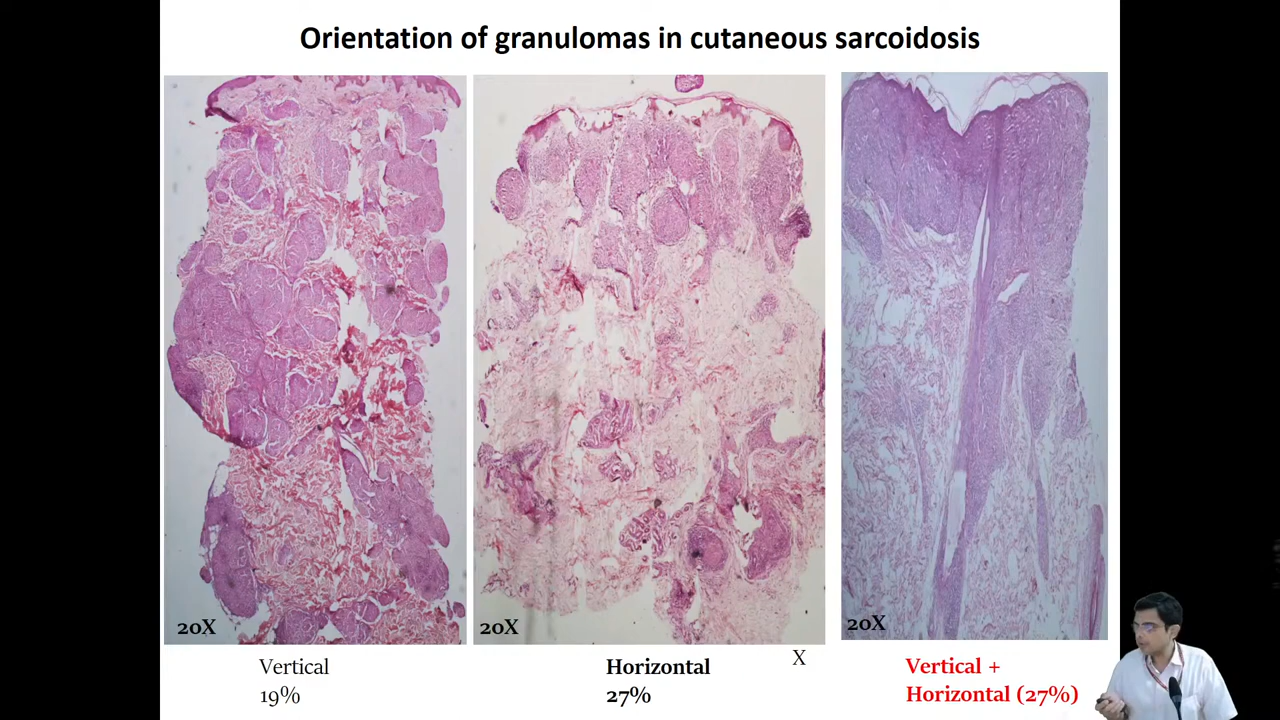 Orientation of granulomas in cutaneous sarcoidosis
20X
20X
20X
Vertical
19%
Horizontal
27%
X
Vertical +
Horizontal (27%)